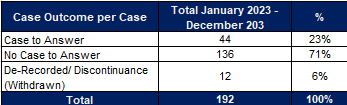 Case Outcome per Case Total January 2023 - December 203 %
Case to Answer 44 23%
No Case to Answer 136 71%
De-Recorded/ Discontinuance (Withdrawn) 12 6%
Total 192 100%